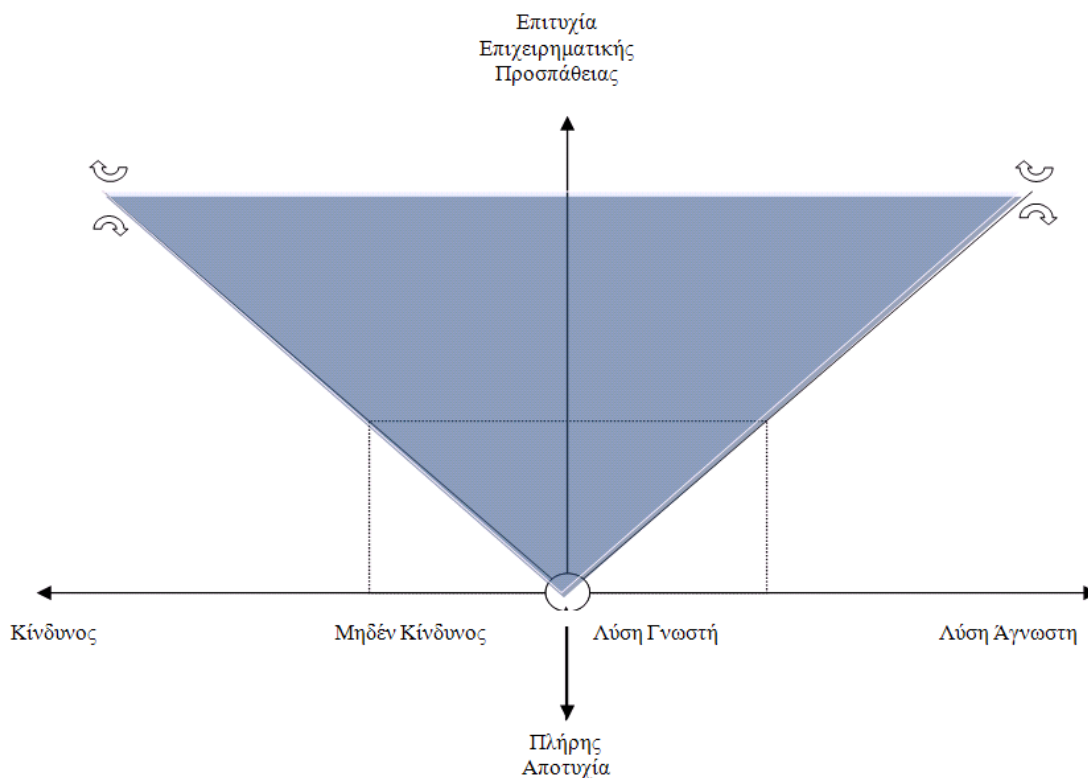 Επιτυχία
Επιχειρηματικής
Προσπάθειας
Κίνδυνος
Μηδέν Κίνδυνος
Λύση Γνωστή
Λύση Άγνωστη
Πλήρης
Αποτυχία